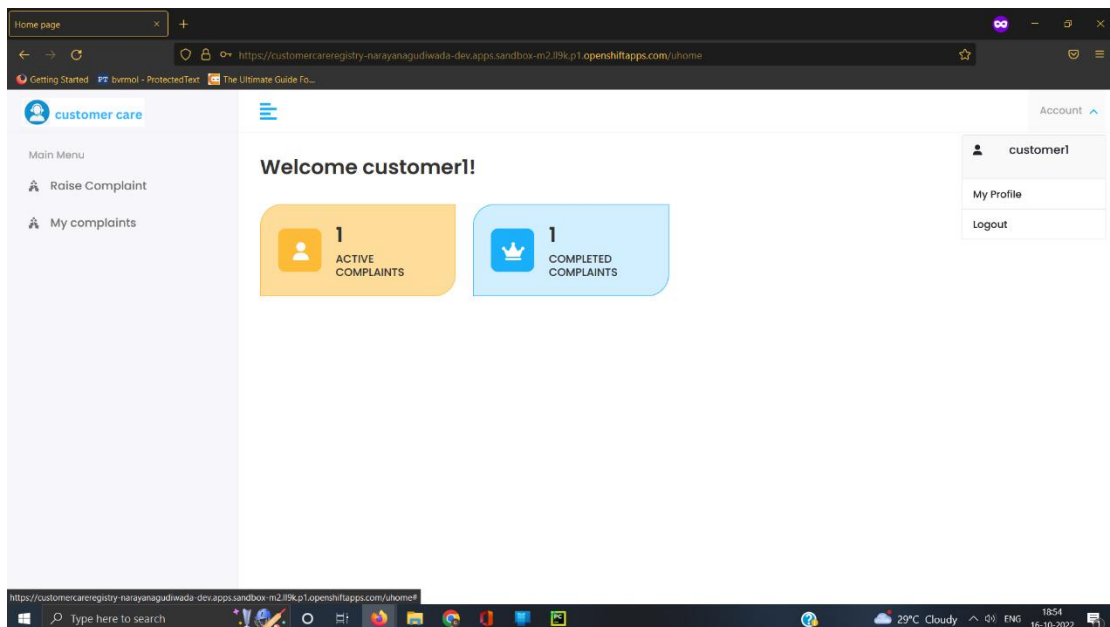 Home page
https://customercareregistry-narayanagudiwada-dev.apps.sandbox-m2.ll9k.p1.openshiftapps.com/uhome
Getting Started PT bvrmol - ProtectedText The Ultimate Guide Fo...
customer care
Account
Main Menu
customer1
Raise Complaint
Welcome customer1!
My Profile
My complaints
Logout
1
ACTIVE
COMPLAINTS
1
COMPLETED
COMPLAINTS
https://customercareregistry-narayanagudiwada-dev.apps.sandbox-m2.ll9k.p1.openshiftapps.com/uhome#
Type here to search
29°C Cloudy
ENG
18:54
16-10-2022